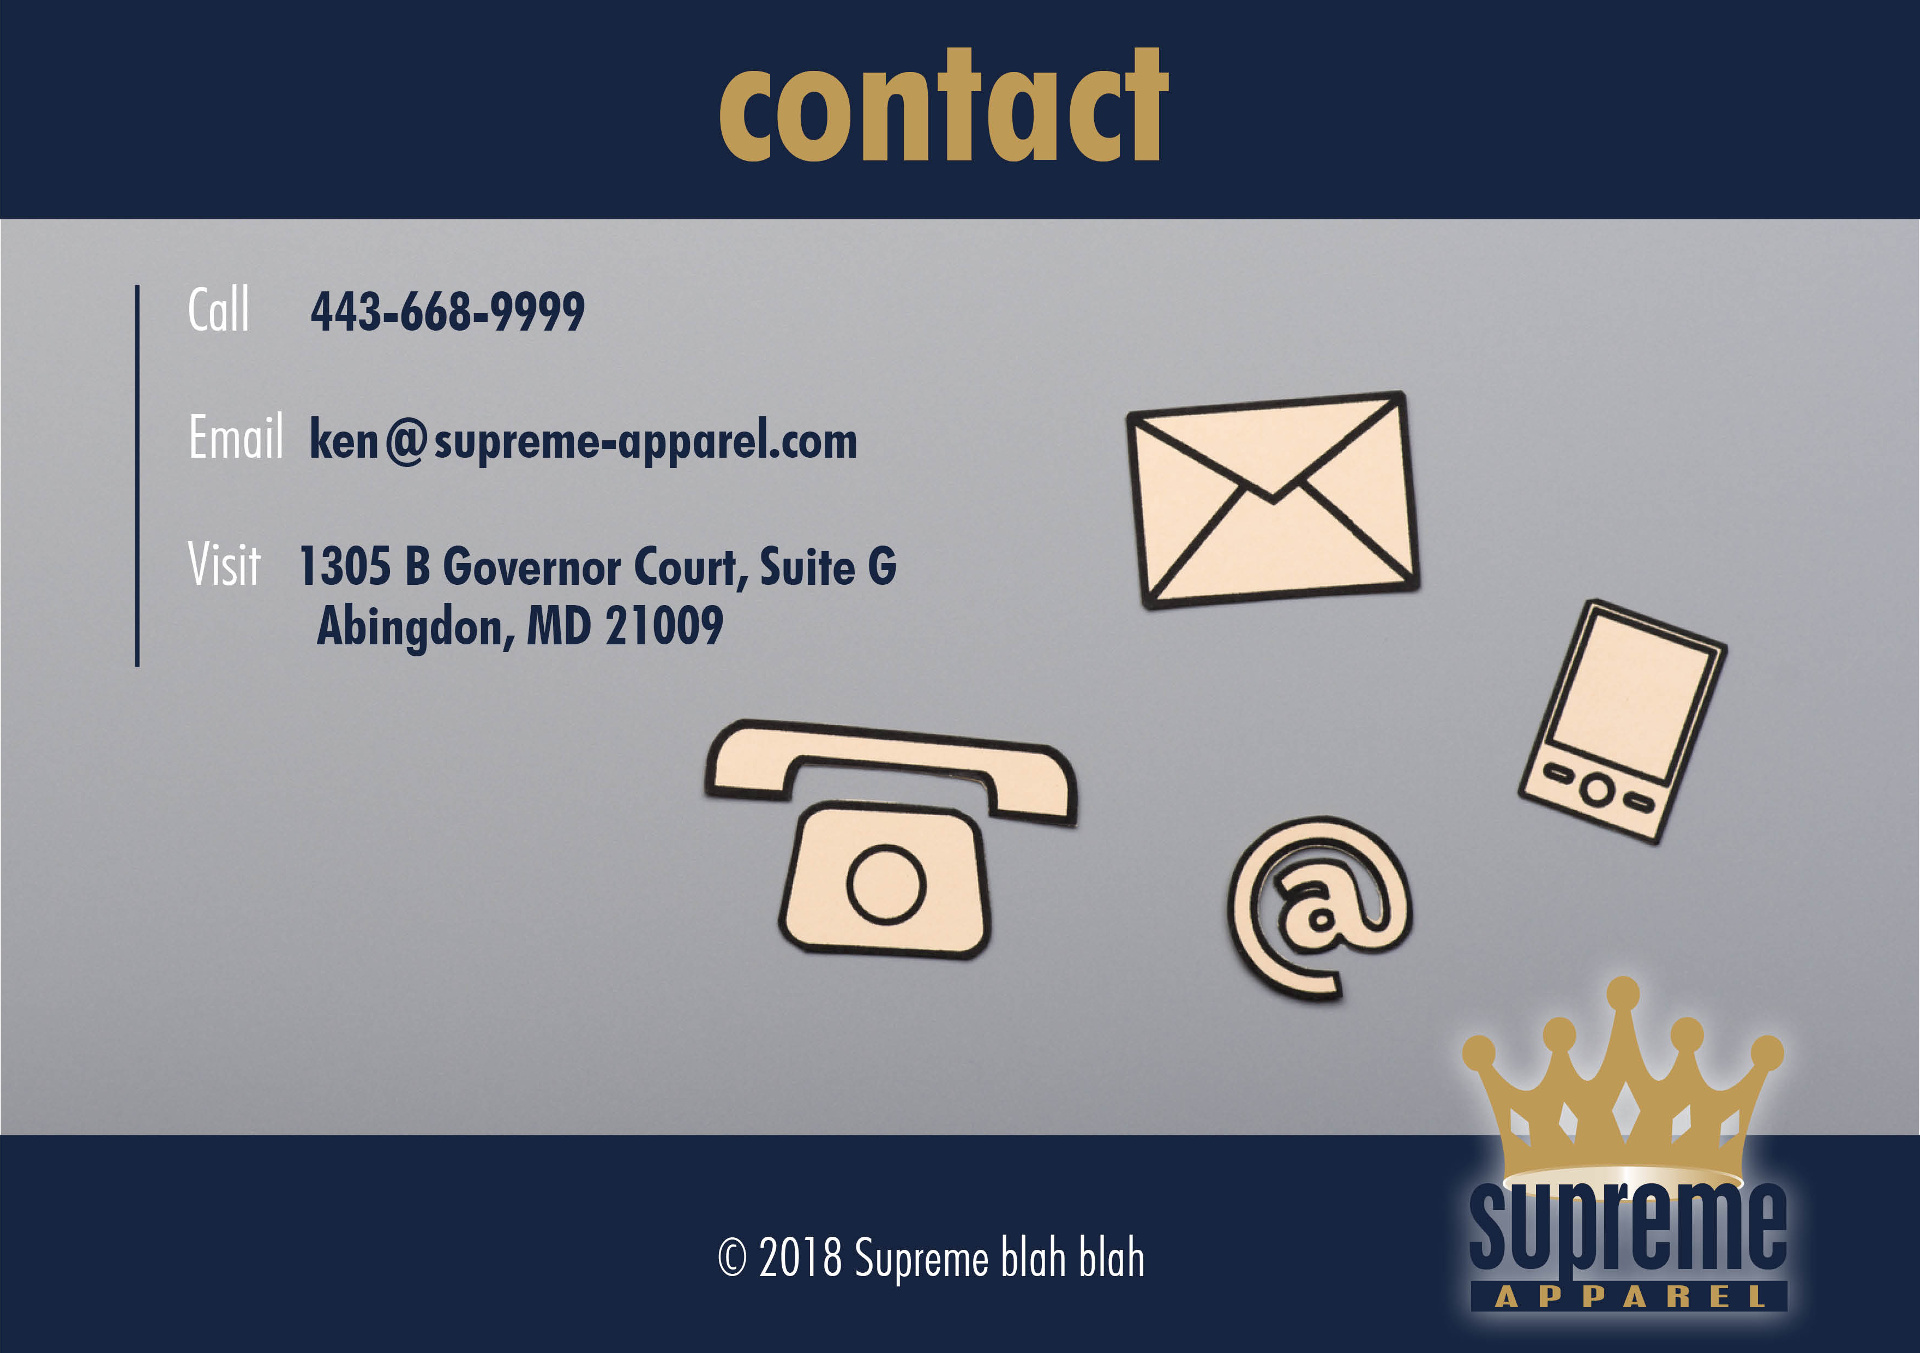 contact
Call 443-668-9999
Email ken@supreme-apparel.com
Visit 1305 B Governor Court, Suite G
Abingdon, MD 21009
@
© 2018 Supreme blah blah
supreme
APPAREL